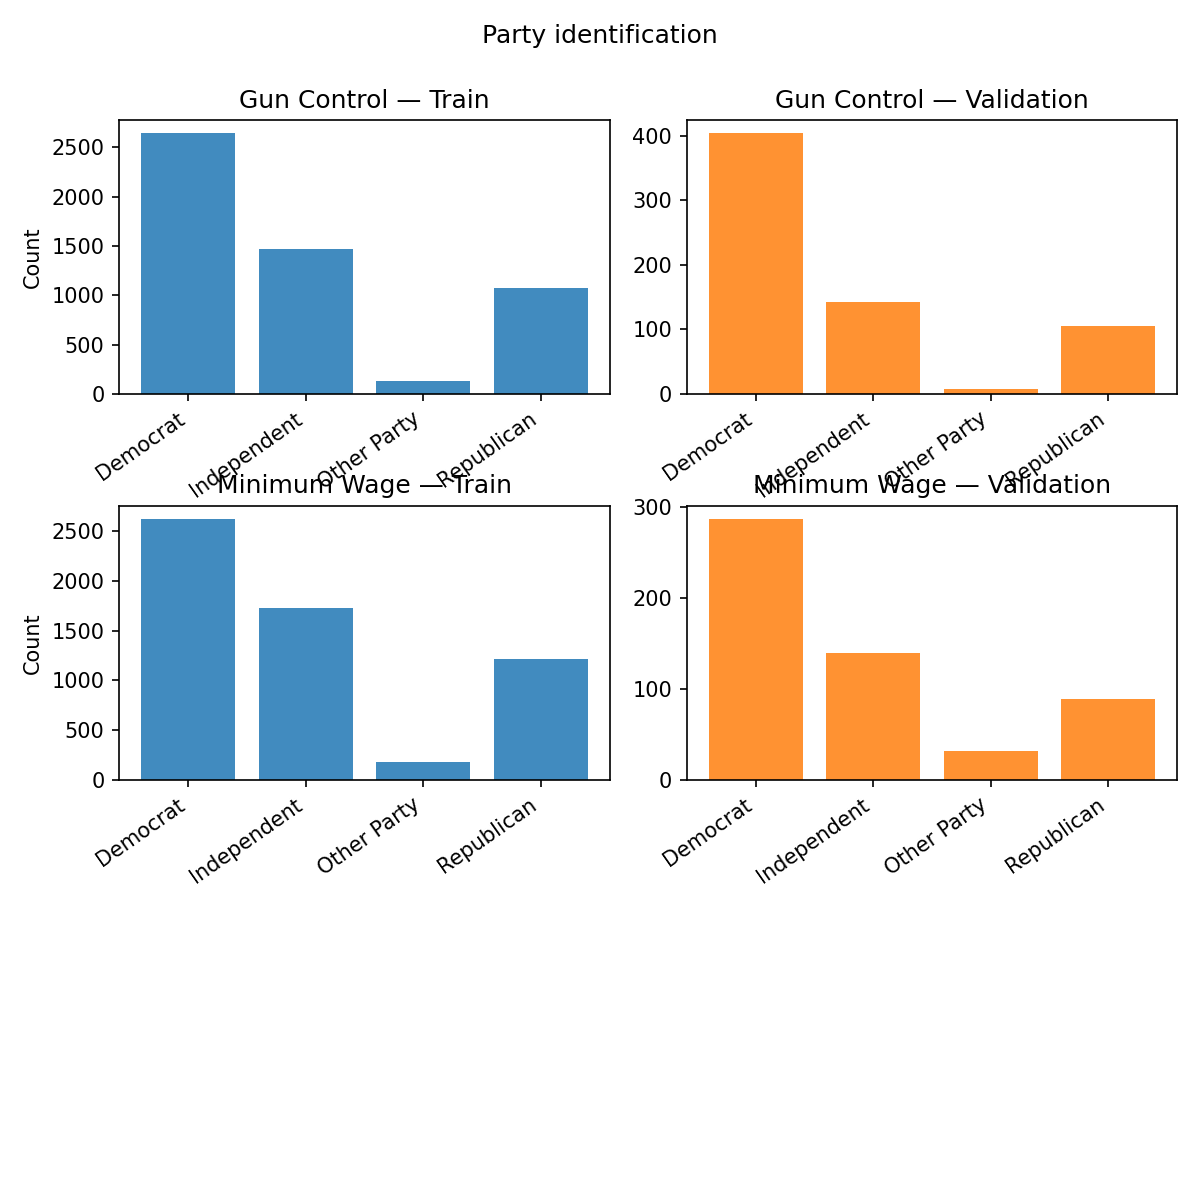 Party identification
Gun Control — Train
Gun Control — Validation
Count
2500
2000
1500
1000
500
0
Democrat
Independent
Other Party
Republican
400
300
200
100
0
Democrat
Independent
Other Party
Republican
Minimum Wage — Train
Minimum Wage — Validation
Count
2500
2000
1500
1000
500
0
Democrat
Independent
Other Party
Republican
300
200
100
0
Democrat
Independent
Other Party
Republican